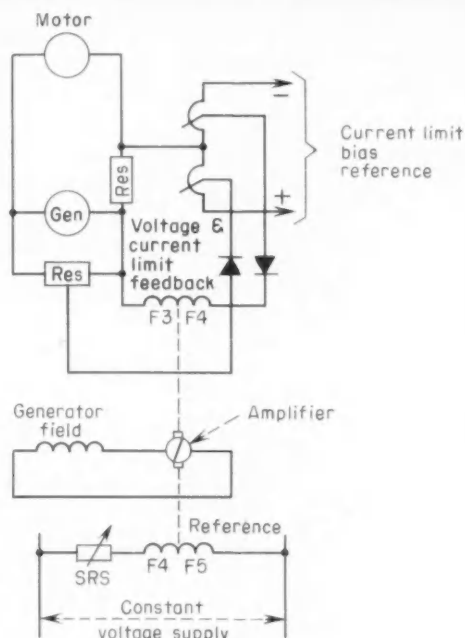 Motor
−
Current limit
bias
reference
+
Res
Gen
Voltage &
current
limit
feedback
Res
F3 F4
Generator
field
Amplifier
Reference
SRS
F4 F5
Constant
voltage supply